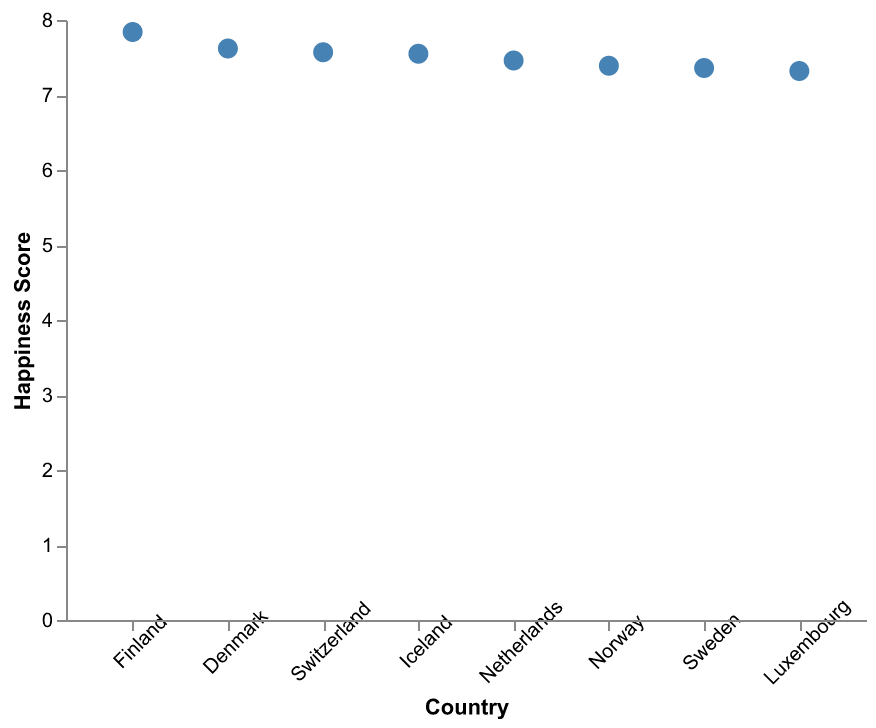 8
7
6
5
4
3
2
1
0
Happiness Score
Finland
Denmark
Switzerland
Iceland
Netherlands
Norway
Sweden
Luxembourg
Country